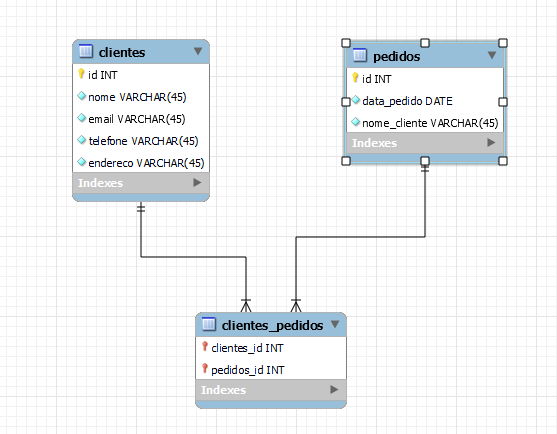 clientes
id INT
nome VARCHAR(45)
email VARCHAR(45)
telefone VARCHAR(45)
endereco VARCHAR(45)
Indexes
pedidos
id INT
data_pedido DATE
nome_cliente VARCHAR(45)
Indexes
clientes_pedidos
clientes_id INT
pedidos_id INT
Indexes